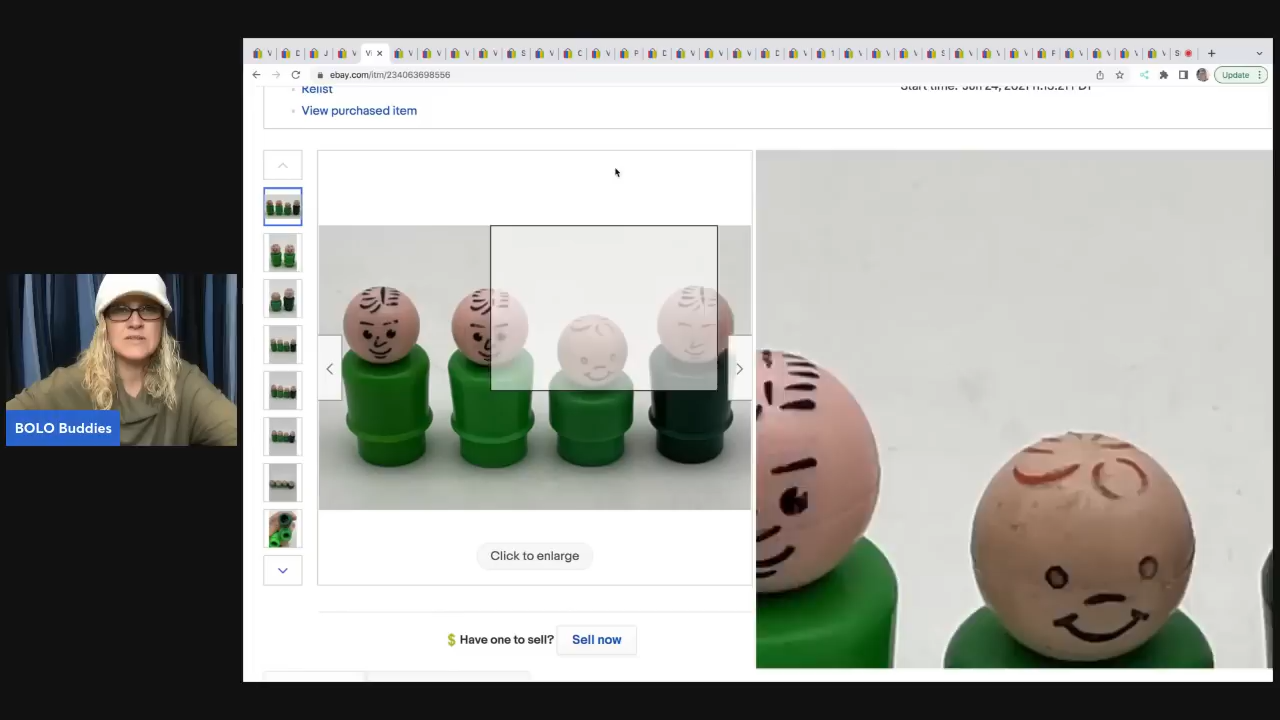 ebay.com/itm/234063698556
Update
Relist
View purchased item
Click to enlarge
Have one to sell?
Sell now
BOLO Buddies